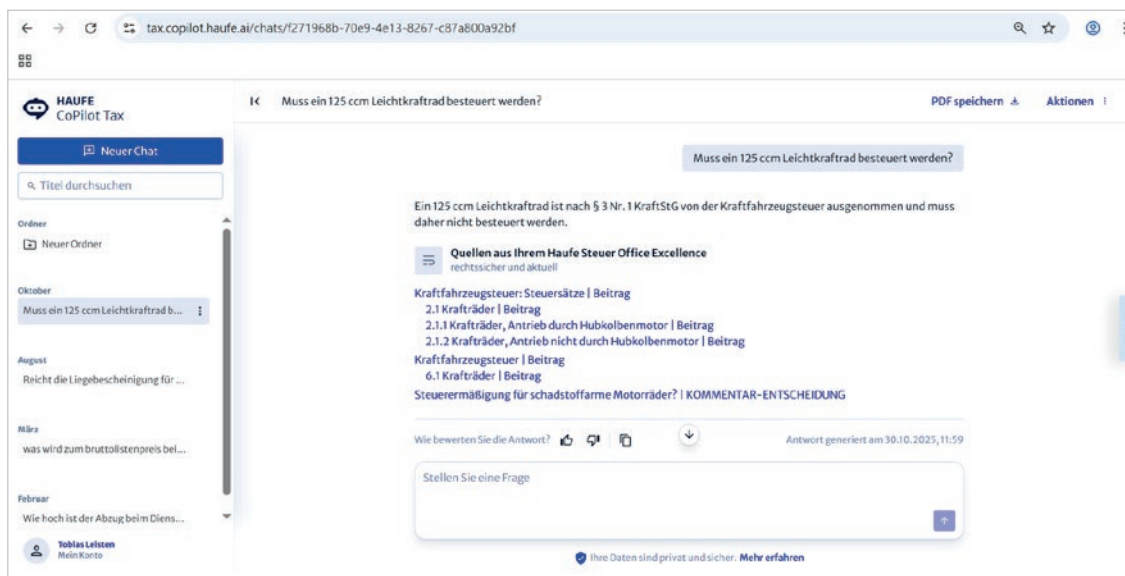 tax.copilot.haufe.ai/chats/f271968b-70e9-4e13-8267-c87a800a92bf
HAUFE
CoPilot Tax
Neuer Chat
Titel durchsuchen
Ordner
Neuer Ordner
Oktober
Muss ein 125 ccm Leichtkraftrad b...
August
Reicht die Liegebescheinigung für ...
März
was wird zum bruttolistenpreis bei...
Februar
Wie hoch ist der Abzug beim Diens...
Tobias Leisten
Mein Konto
Muss ein 125 ccm Leichtkraftrad besteuert werden?
PDF speichern
Aktionen
Muss ein 125 ccm Leichtkraftrad besteuert werden?
Ein 125 ccm Leichtkraftrad ist nach § 3 Nr. 1 KraftStG von der Kraftfahrzeugsteuer ausgenommen und muss
daher nicht besteuert werden.
Quellen aus Ihrem Haufe Steuer Office Excellence
rechtssicher und aktuell
Kraftfahrzeugsteuer: Steuersätze | Beitrag
2.1 Krafträder | Beitrag
2.1.1 Krafträder, Antrieb durch Hubkolbenmotor | Beitrag
2.1.2 Krafträder, Antrieb nicht durch Hubkolbenmotor | Beitrag
Kraftfahrzeugsteuer | Beitrag
6.1 Krafträder | Beitrag
Steuerermäßigung für schadstoffarme Motorräder? | KOMMENTAR-ENTSCHEIDUNG
Wie bewerten Sie die Antwort?
Antwort generiert am 30.10.2025, 11:59
Stellen Sie eine Frage
Ihre Daten sind privat und sicher. Mehr erfahren